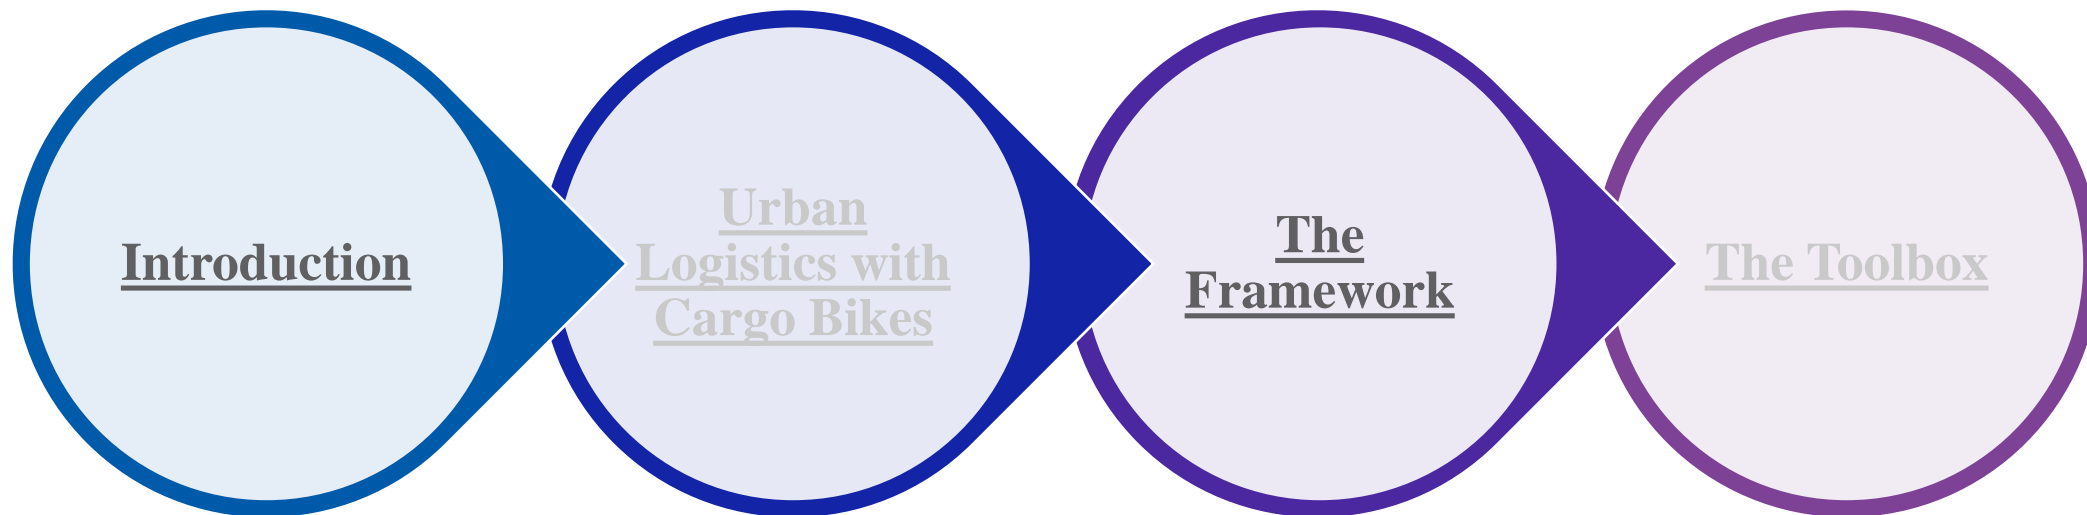 Introduction
Urban
Logistics with
Cargo Bikes
The
Framework
The Toolbox